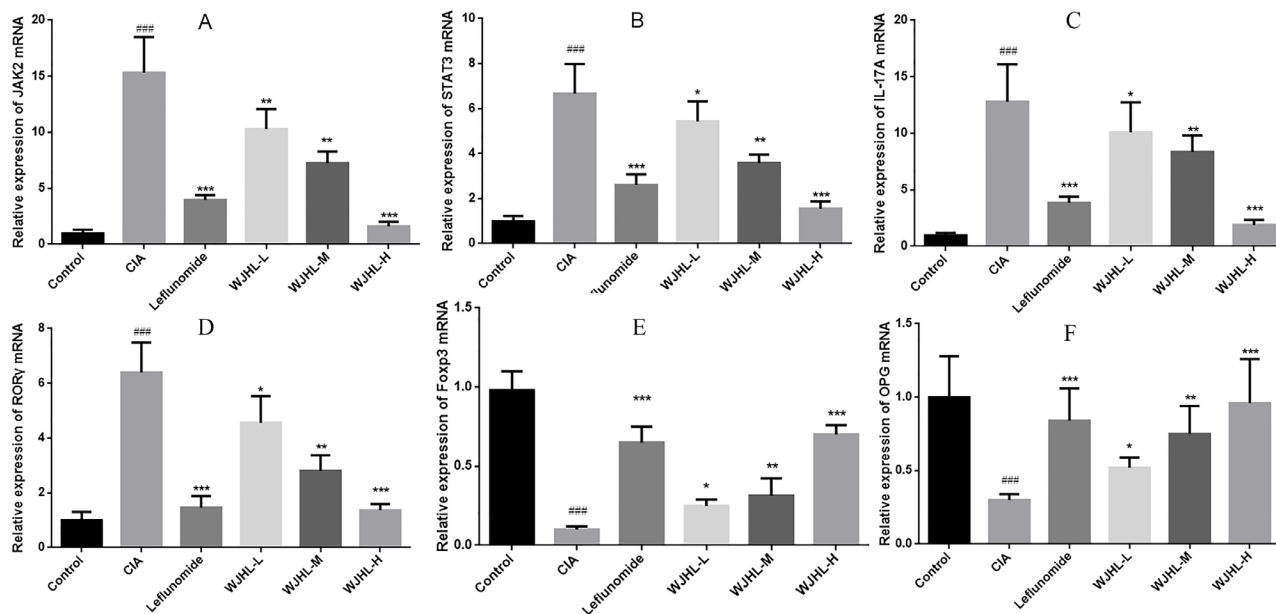 A
Relative expression of JAK2 mRNA
20
15
10
5
0
###
***
**
**
***
Control
CIA
Leflunomide
WJHL-L
WJHL-M
WJHL-H
B
Relative expression of STAT3 mRNA
10
8
6
4
2
0
###
***
*
**
***
Control
CIA
flunomide
WJHL-L
WJHL-M
WJHL-H
C
Relative expression of IL-17A mRNA
20
15
10
5
0
###
***
*
**
***
Control
CIA
Leflunomide
WJHL-L
WJHL-M
WJHL-H
D
Relative expression of RORγ mRNA
8
6
4
2
0
###
***
*
**
***
Control
CIA
Leflunomide
WJHL-L
WJHL-M
WJHL-H
E
Relative expression of Foxp3 mRNA
1.0
0.5
0.0
###
***
*
**
***
Control
CIA
Leflunomide
WJHL-L
WJHL-M
WJHL-H
F
Relative expression of OPG mRNA
1.5
1.0
0.5
0.0
###
***
*
**
***
Control
CIA
Leflunomide
WJHL-L
WJHL-M
WJHL-H